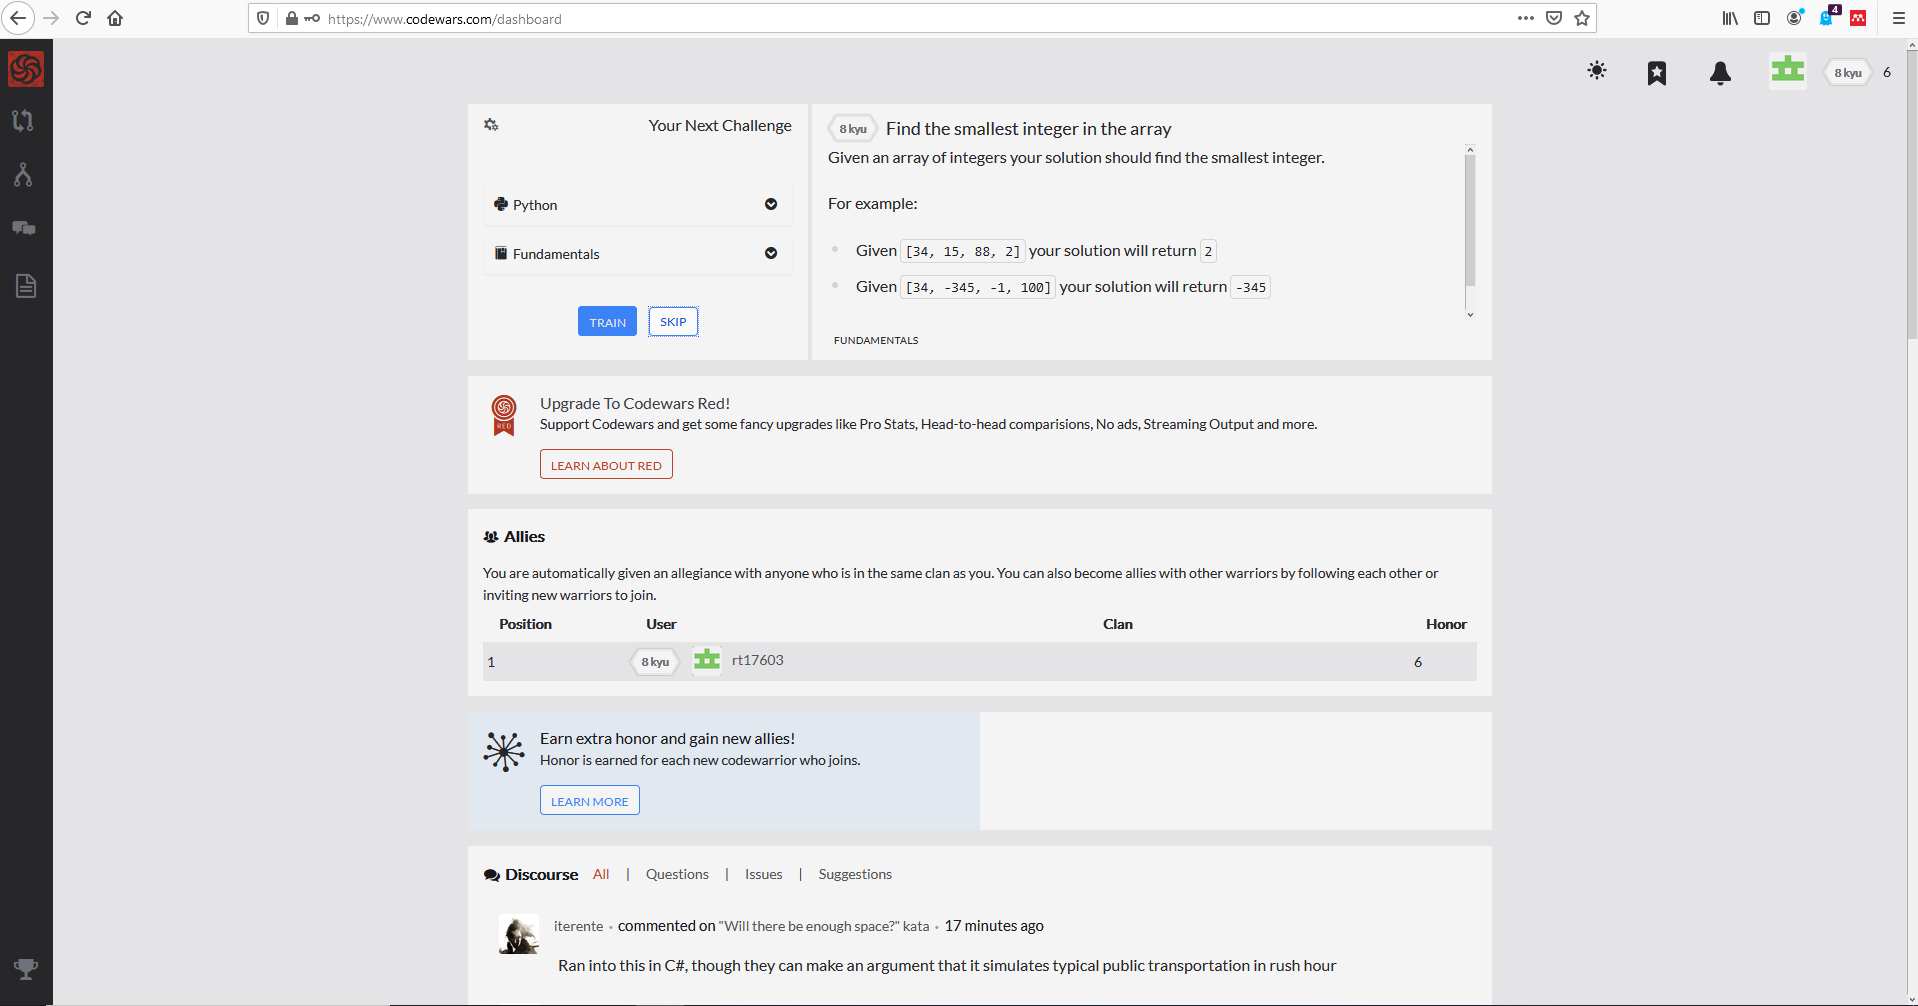 https://www.codewars.com/dashboard
4
8 kyu 6
Your Next Challenge
Python
Fundamentals
TRAIN SKIP
8 kyu Find the smallest integer in the array
Given an array of integers your solution should find the smallest integer.
For example:
Given [34, 15, 88, 2] your solution will return 2
Given [34, -345, -1, 100] your solution will return -345
FUNDAMENTALS
RED
Upgrade To Codewars Red!
Support Codewars and get some fancy upgrades like Pro Stats, Head-to-head comparisions, No ads, Streaming Output and more.
LEARN ABOUT RED
Allies
You are automatically given an allegiance with anyone who is in the same clan as you. You can also become allies with other warriors by following each other or
inviting new warriors to join.
Position User Clan Honor
1 8 kyu rt17603 6
Earn extra honor and gain new allies!
Honor is earned for each new codewarrior who joins.
LEARN MORE
Discourse All | Questions | Issues | Suggestions
iterente • commented on "Will there be enough space?" kata • 17 minutes ago
Ran into this in C#, though they can make an argument that it simulates typical public transportation in rush hour